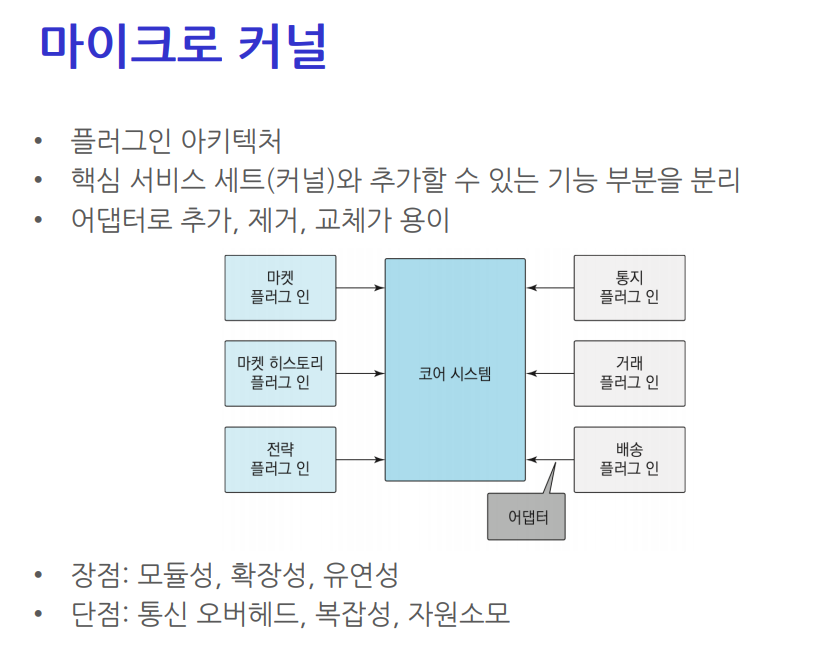 마이크로 커널
• 플러그인 아키텍처
• 핵심 서비스 세트(커널)와 추가할 수 있는 기능 부분을 분리
• 어댑터로 추가, 제거, 교체가 용이
마켓
플러그 인
통지
플러그 인
마켓 히스토리
플러그 인
코어 시스템
거래
플러그 인
전략
플러그 인
배송
플러그 인
어댑터
• 장점: 모듈성, 확장성, 유연성
• 단점: 통신 오버헤드, 복잡성, 자원소모